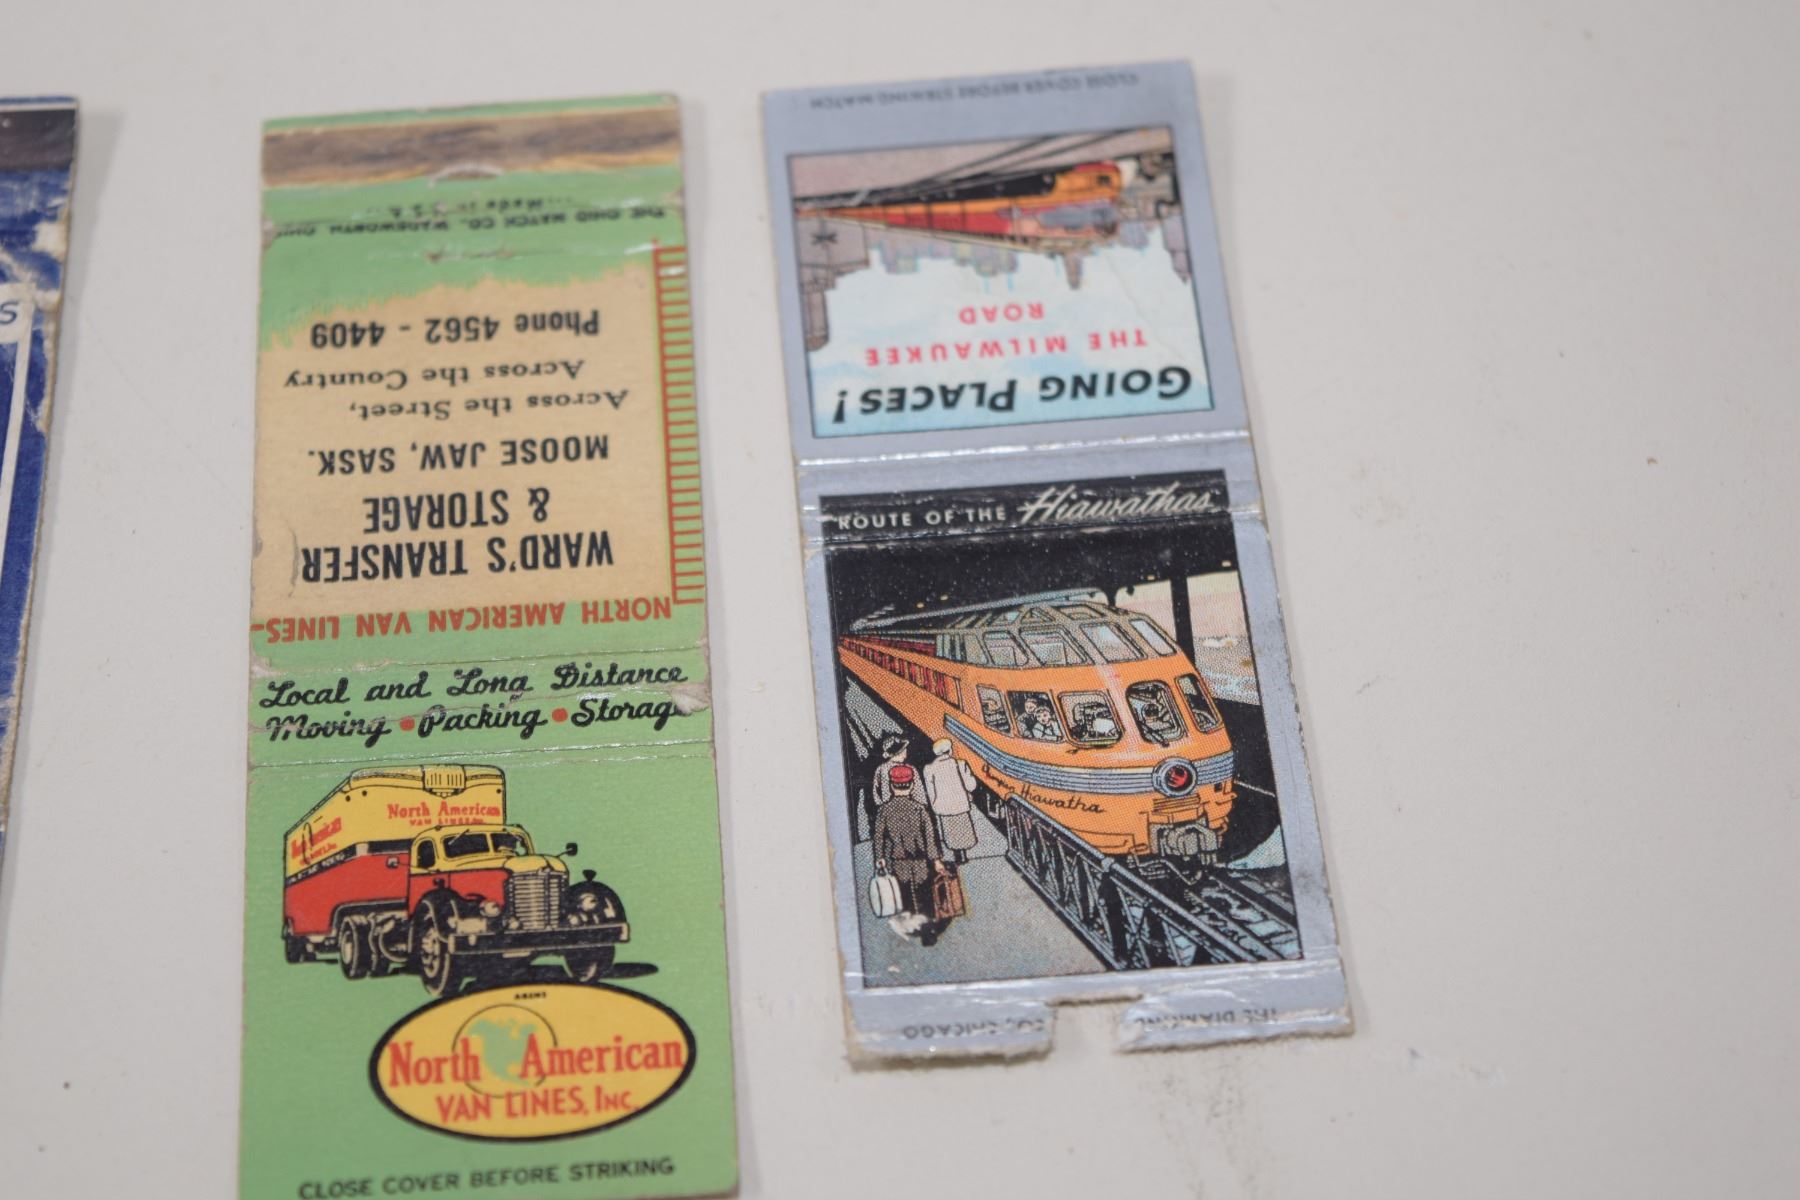 S
THE OHIO MATCH CO., WADSWORTH, OHIO
Made in U.S.A.
Phone 4562 - 4409
Across the Country
Across the Street,
MOOSE JAW, SASK.
& STORAGE
WARD'S TRANSFER
NORTH AMERICAN VAN LINES-
Local and Long Distance
Moving • Packing • Storage
North American
VAN LINES, INC.
North American
VAN LINES, INC.
CLOSE COVER BEFORE STRIKING
CLOSE COVER BEFORE STRIKING MATCH
GOING PLACES!
THE MILWAUKEE
ROAD
ROUTE OF THE Hiawathas
Olympian Hiawatha
THE DIAMOND
CO., CHICAGO